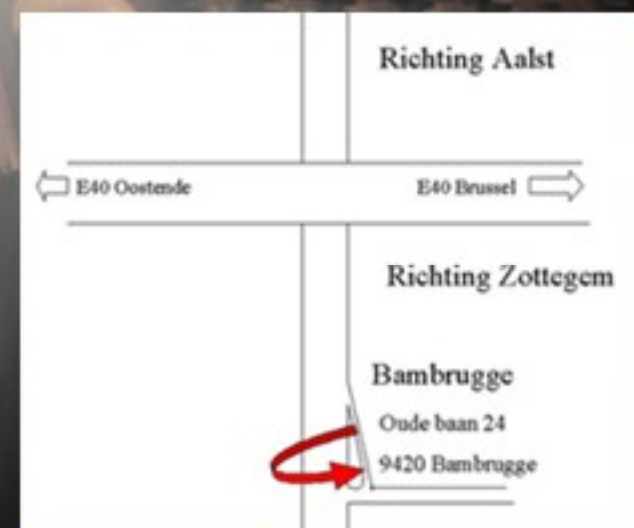 Richting Aalst
E40 Oostende
E40 Brussel
Richting Zottegem
Bambrugge
Oude baan 24
9420 Bambrugge